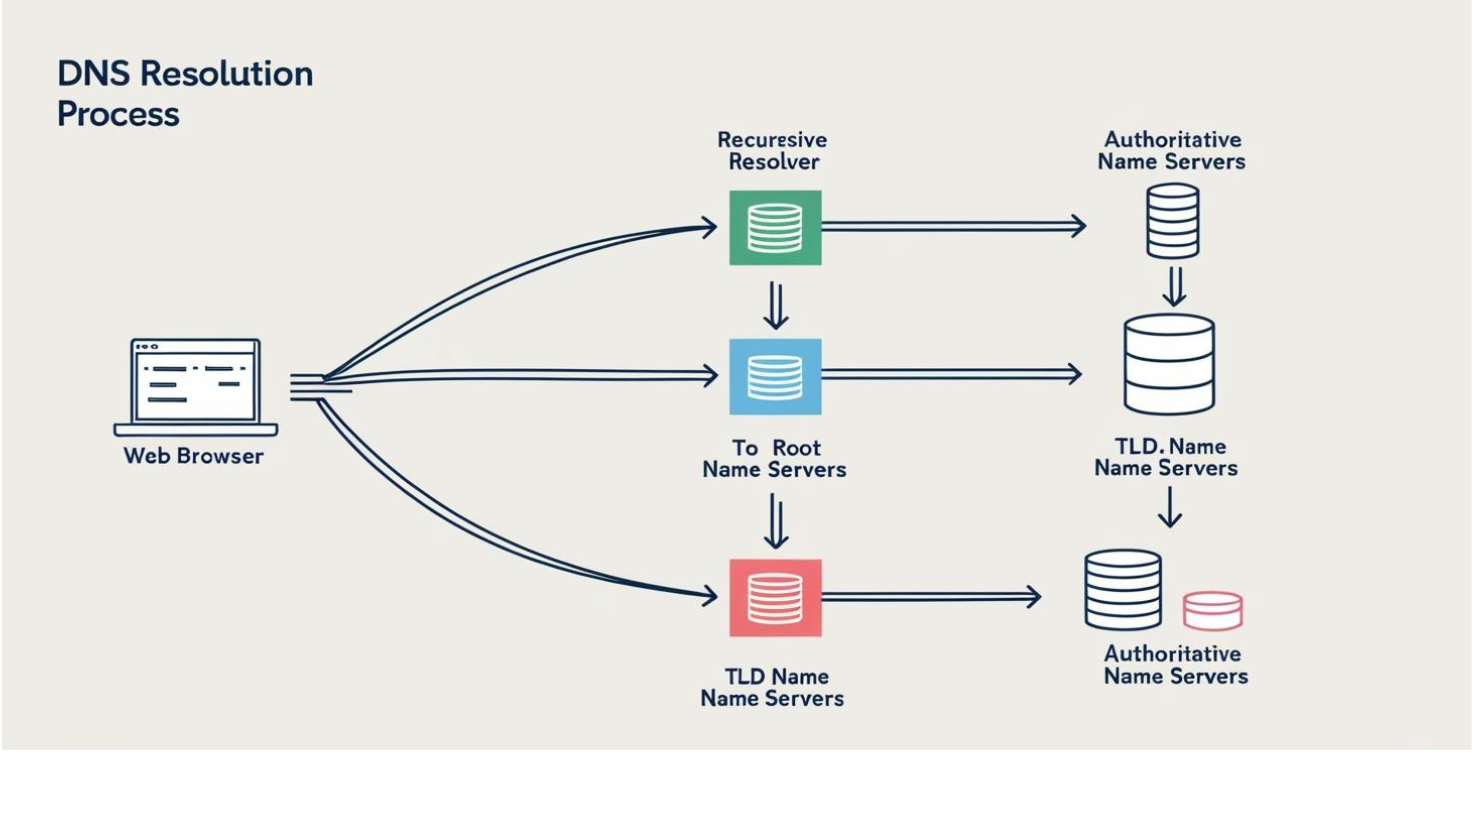 DNS Resolution
Process
Recursive
Resolver
Authoritative
Name Servers
Web Browser
To Root
Name Servers
TLD. Name
Name Servers
TLD Name
Name Servers
Authoritative
Name Servers